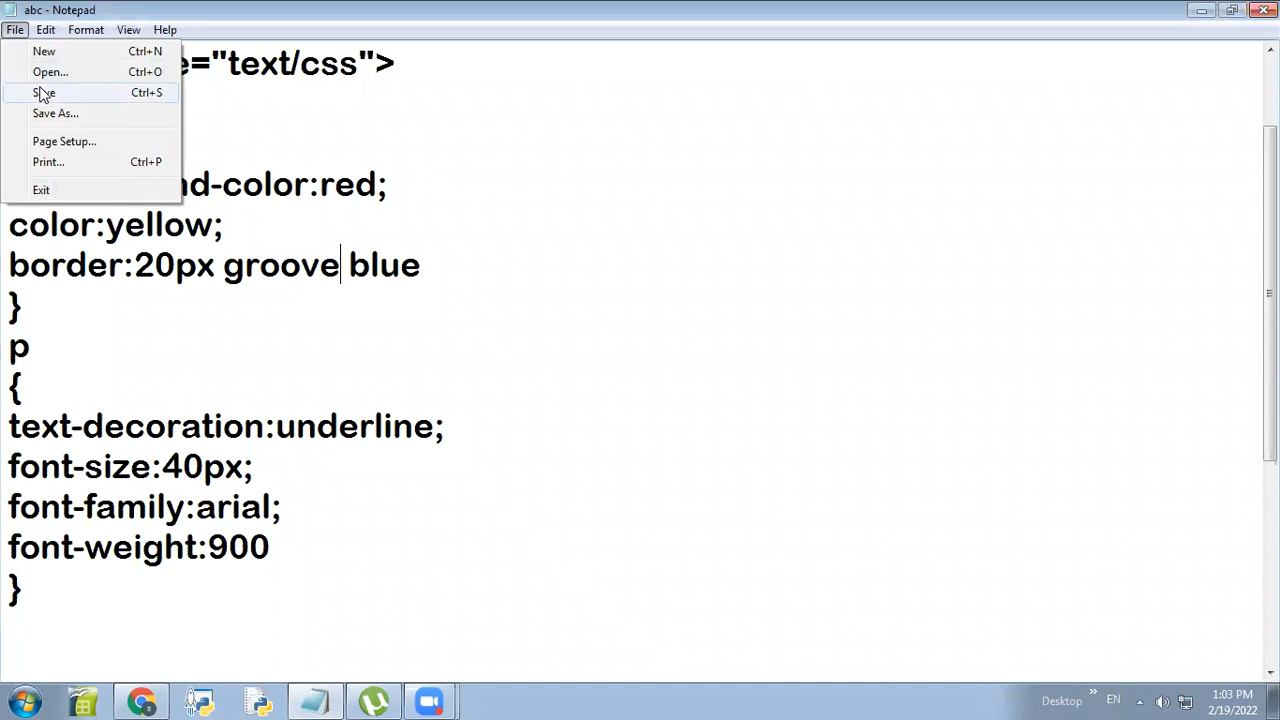 abc - Notepad
File Edit Format View Help
New Ctrl+N
Open... Ctrl+O
Save Ctrl+S
Save As...
Page Setup...
Print... Ctrl+P
Exit
="text/css">
nd-color:red;
color:yellow;
border:20px groove blue
}
p
{
text-decoration:underline;
font-size:40px;
font-family:arial;
font-weight:900
}
Desktop » EN 1:03 PM
2/19/2022